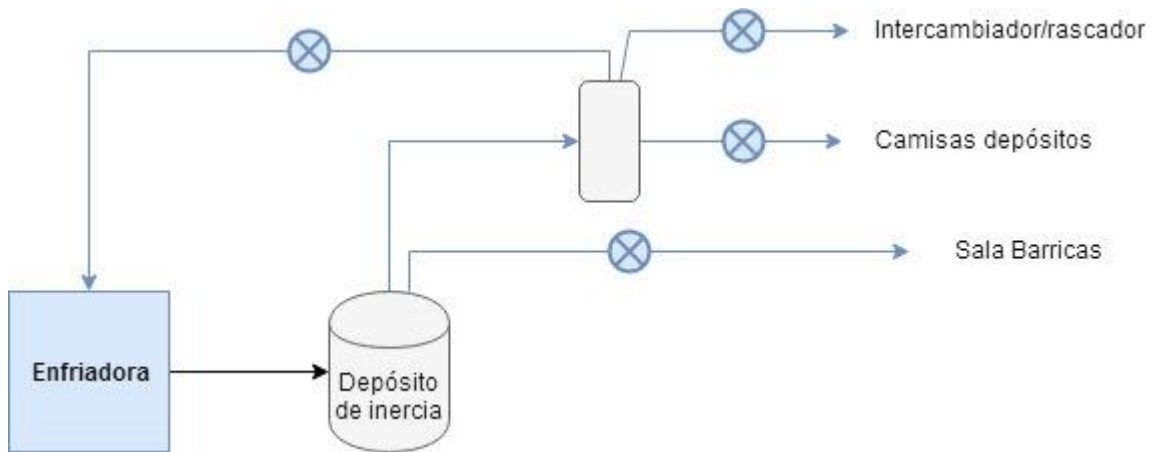 Intercambiador/rascador
Camisas depósitos
Sala Barricas
Enfriadora
Depósito
de inercia